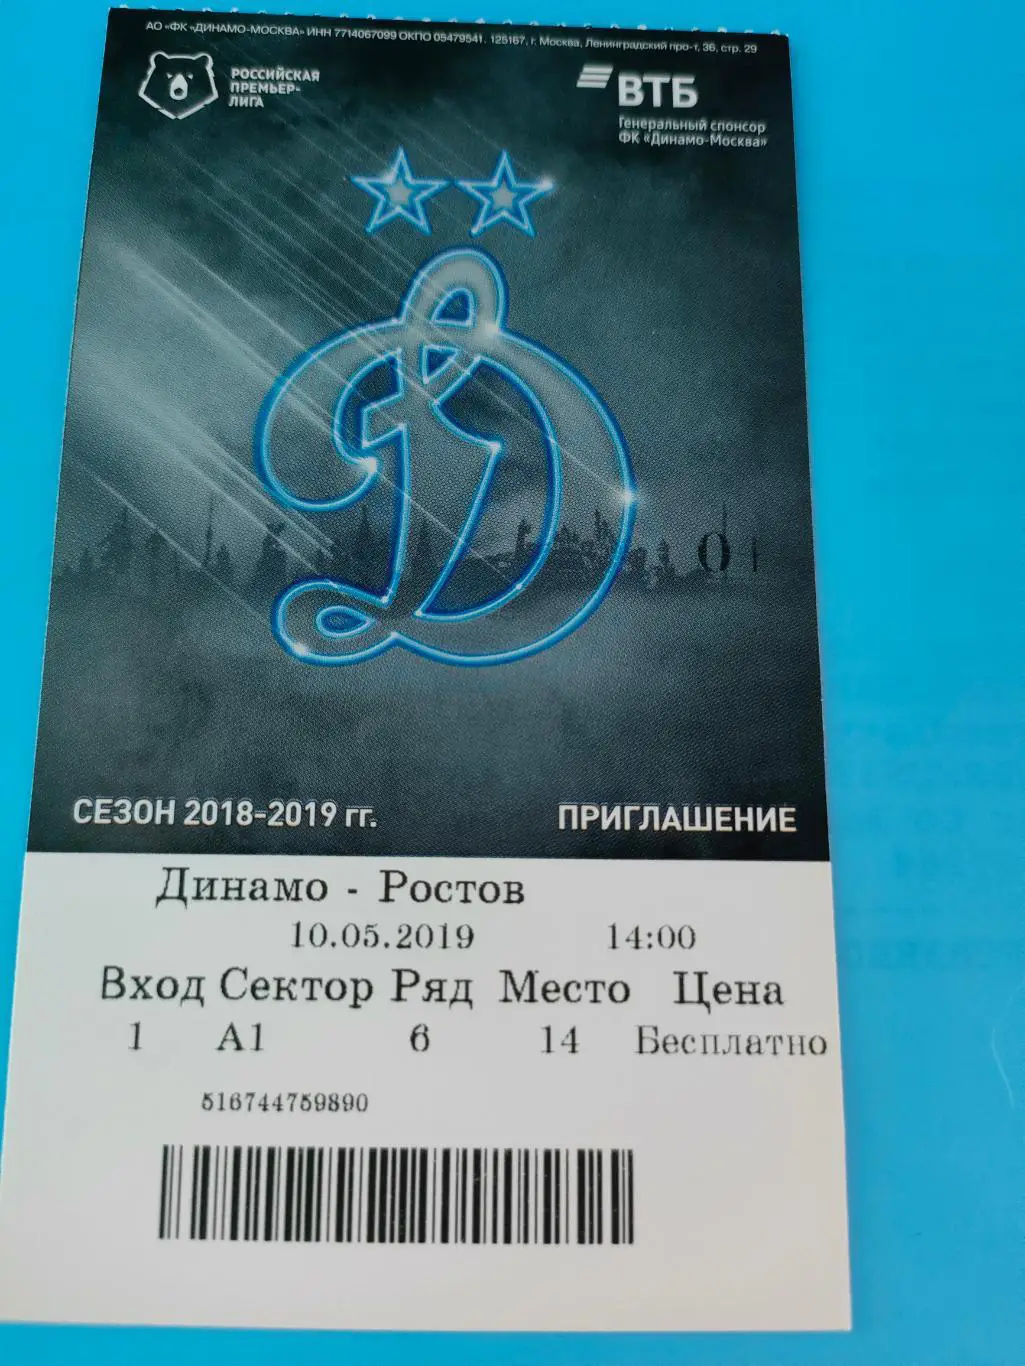 АО «ФК «ДИНАМО-МОСКВА» ИНН 7714067099 ОКПО 05479541. 125167, г. Москва, Ленинградский про-т, 36, стр. 29
РОССИЙСКАЯ
ПРЕМЬЕР-
ЛИГА
ВТБ
Генеральный спонсор
ФК «Динамо-Москва»
СЕЗОН 2018-2019 гг.
ПРИГЛАШЕНИЕ
Динамо - Ростов
10.05.2019 14:00
Вход Сектор Ряд Место Цена
1 А1 6 14 Бесплатно
516744759890